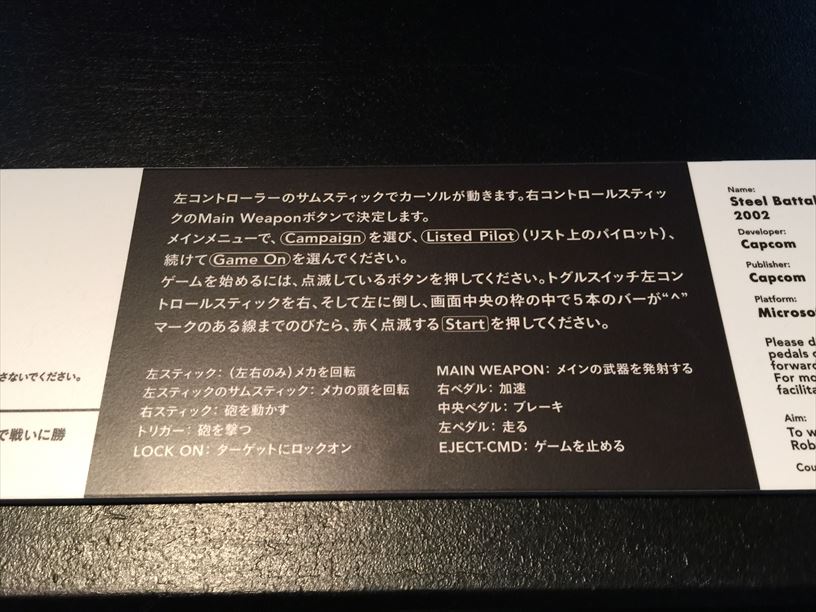 左コントローラーのサムスティックでカーソルが動きます。右コントロールスティッ
クのMain Weaponボタンで決定します。
メインメニューで、Campaignを選び、Listed Pilot(リスト上のパイロット)、
続けてGame Onを選んでください。
ゲームを始めるには、点滅しているボタンを押してください。トグルスイッチ左コン
トロールスティックを右、そして左に倒し、画面中央の枠の中で5本のバーが“^”
マークのある線までのびたら、赤く点滅するStartを押してください。
左スティック:(左右のみ)メカを回転
左スティックのサムスティック:メカの頭を回転
右スティック:砲を動かす
トリガー:砲を撃つ
LOCK ON:ターゲットにロックオン
MAIN WEAPON:メインの武器を発射する
右ペダル:加速
中央ペダル:ブレーキ
左ペダル:走る
EJECT-CMD:ゲームを止める
さないでください。
で戦いに勝
Name:
Steel Battal
2002
Developer:
Capcom
Publisher:
Capcom
Platform:
Microso
Please d
pedals o
forward
For mo
facilita
Aim:
To w
Rob
Cou